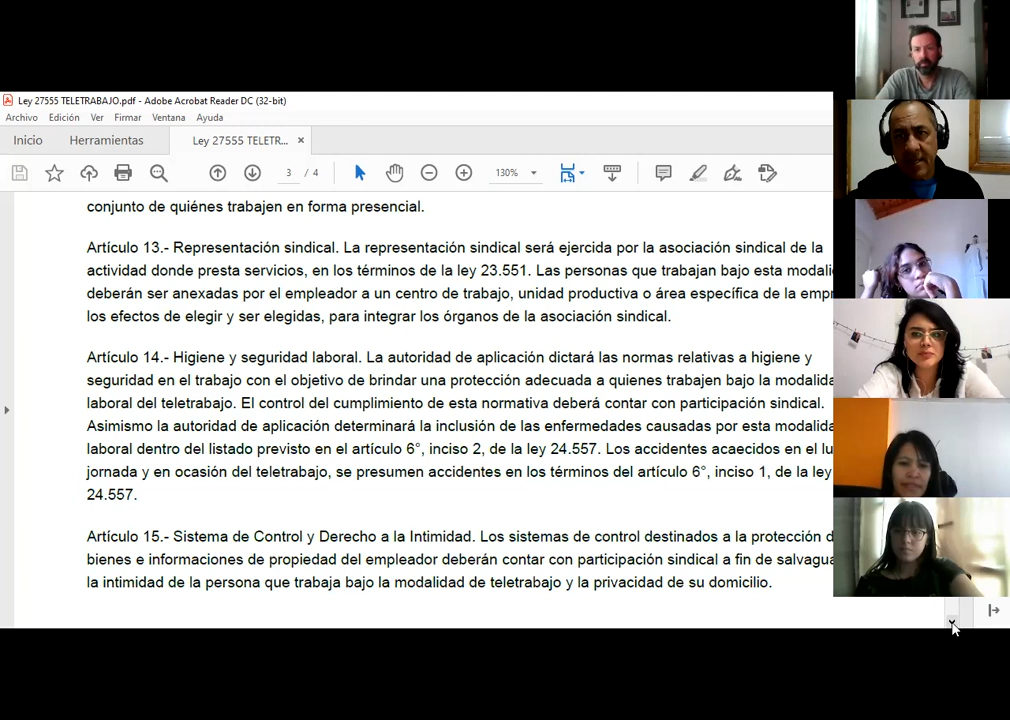 Ley 27555 TELETRABAJO.pdf - Adobe Acrobat Reader DC (32-bit)
Archivo Edición Ver Firmar Ventana Ayuda
Inicio Herramientas Ley 27555 TELETR... ×
3 / 4 130%
conjunto de quiénes trabajen en forma presencial.
Artículo 13.- Representación sindical. La representación sindical será ejercida por la asociación sindical de la
actividad donde presta servicios, en los términos de la ley 23.551. Las personas que trabajan bajo esta
deberán ser anexadas por el empleador a un centro de trabajo, unidad productiva o área específica de la
los efectos de elegir y ser elegidas, para integrar los órganos de la asociación sindical.
Artículo 14.- Higiene y seguridad laboral. La autoridad de aplicación dictará las normas relativas a higiene y
seguridad en el trabajo con el objetivo de brindar una protección adecuada a quienes trabajen bajo la
laboral del teletrabajo. El control del cumplimiento de esta normativa deberá contar con participación sindical.
Asimismo la autoridad de aplicación determinará la inclusión de las enfermedades causadas por esta
laboral dentro del listado previsto en el artículo 6°, inciso 2, de la ley 24.557. Los accidentes acaecidos en el
jornada y en ocasión del teletrabajo, se presumen accidentes en los términos del artículo 6°, inciso 1, de la ley
24.557.
Artículo 15.- Sistema de Control y Derecho a la Intimidad. Los sistemas de control destinados a la protección
bienes e informaciones de propiedad del empleador deberán contar con participación sindical a fin de
la intimidad de la persona que trabaja bajo la modalidad de teletrabajo y la privacidad de su domicilio.